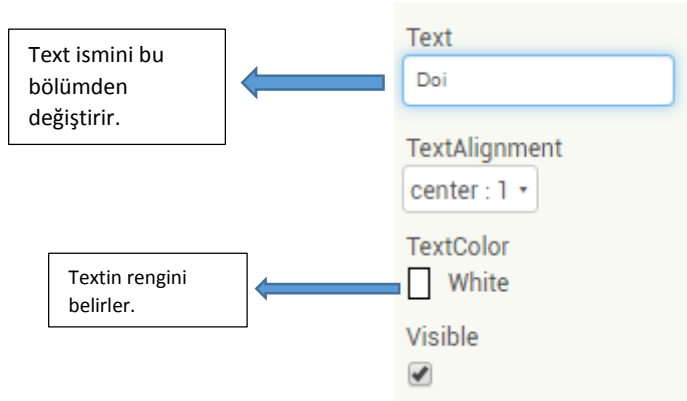 Text ismini bu
bölümden
değiştirir.
Text
Doi
TextAlignment
center : 1
TextColor
White
Textin rengini
belirler.
Visible